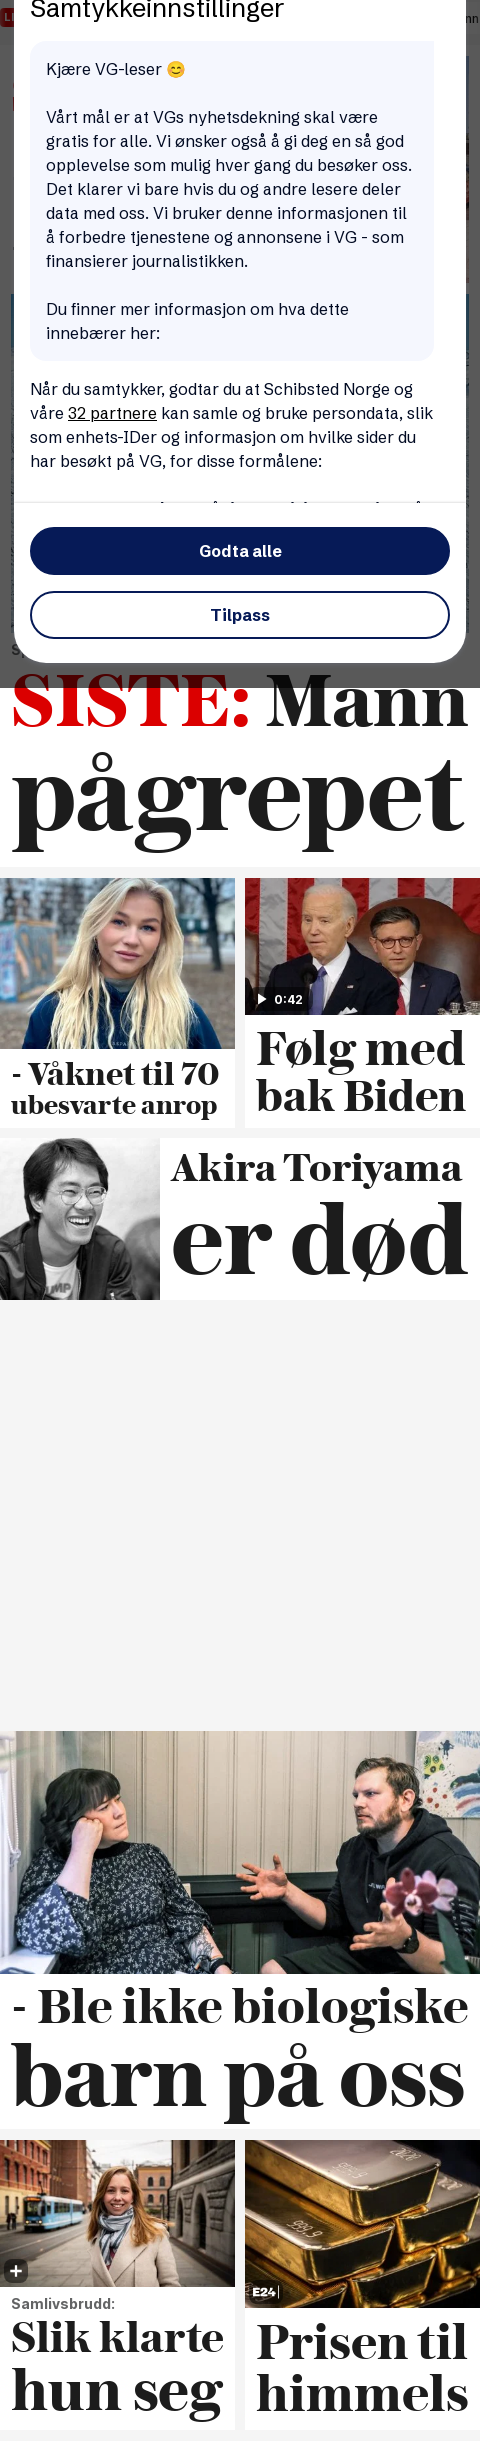 Samtykkeinnstillinger
Kjære VG-leser 😊
Vårt mål er at VGs nyhetsdekning skal være
gratis for alle. Vi ønsker også å gi deg en så god
opplevelse som mulig hver gang du besøker oss.
Det klarer vi bare hvis du og andre lesere deler
data med oss. Vi bruker denne informasjonen til
å forbedre tjenestene og annonsene i VG - som
finansierer journalistikken.
Du finner mer informasjon om hva dette
innebærer her:
Når du samtykker, godtar du at Schibsted Norge og
våre 32 partnere kan samle og bruke persondata, slik
som enhets-IDer og informasjon om hvilke sider du
har besøkt på VG, for disse formålene:
Godta alle
Tilpass
SISTE: Mann
pågrepet
0:42
- Våknet til 70
ubesvarte anrop
Følg med
bak Biden
Akira Toriyama
er død
- Ble ikke biologiske
barn på oss
Samlivsbrudd:
Slik klarte
hun seg
999,9
E24
Prisen til
himmels